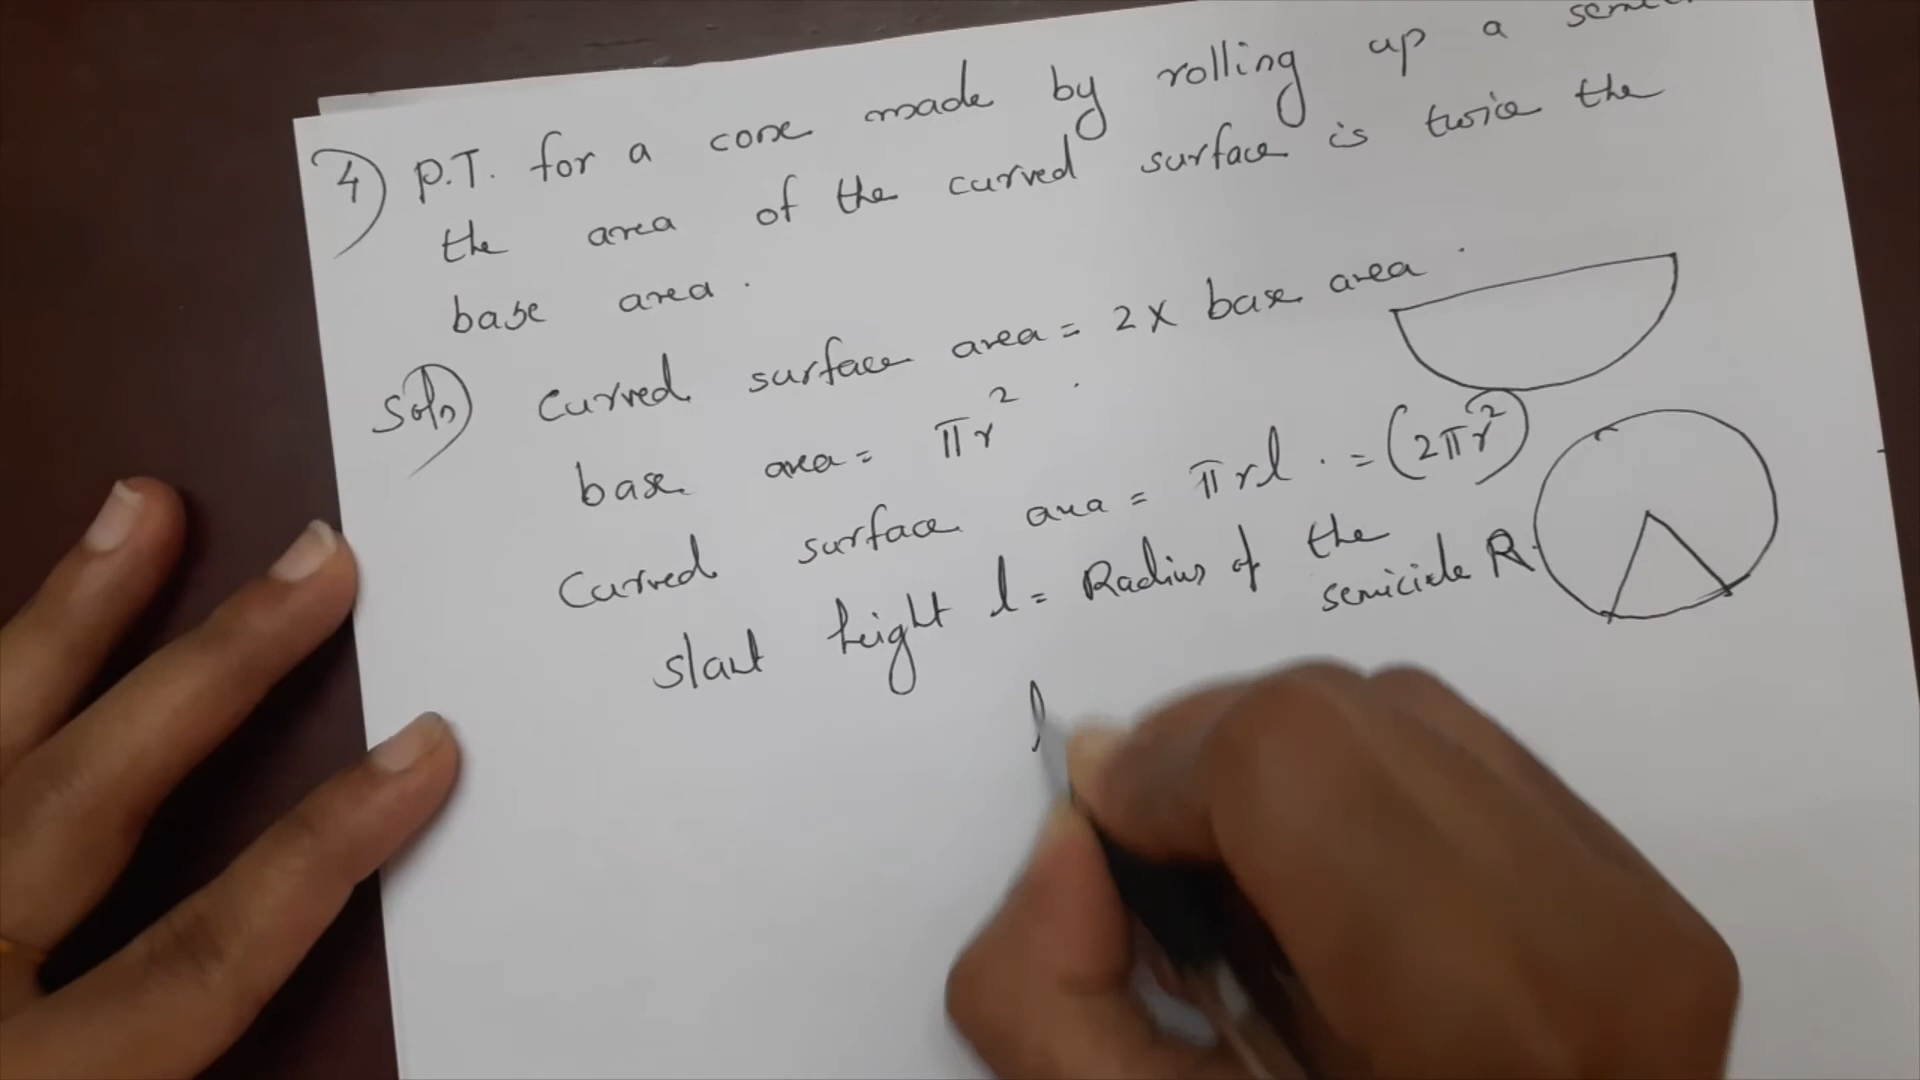 4) P.T. for a cone made by rolling up a
the area of the curved surface is twice the
base area.
Soln) Curved surface area = 2 X base area.
base area = πr²
Curved surface area = πrl. = (2πr²)
slant height l = Radius of the
semicircle R.
l